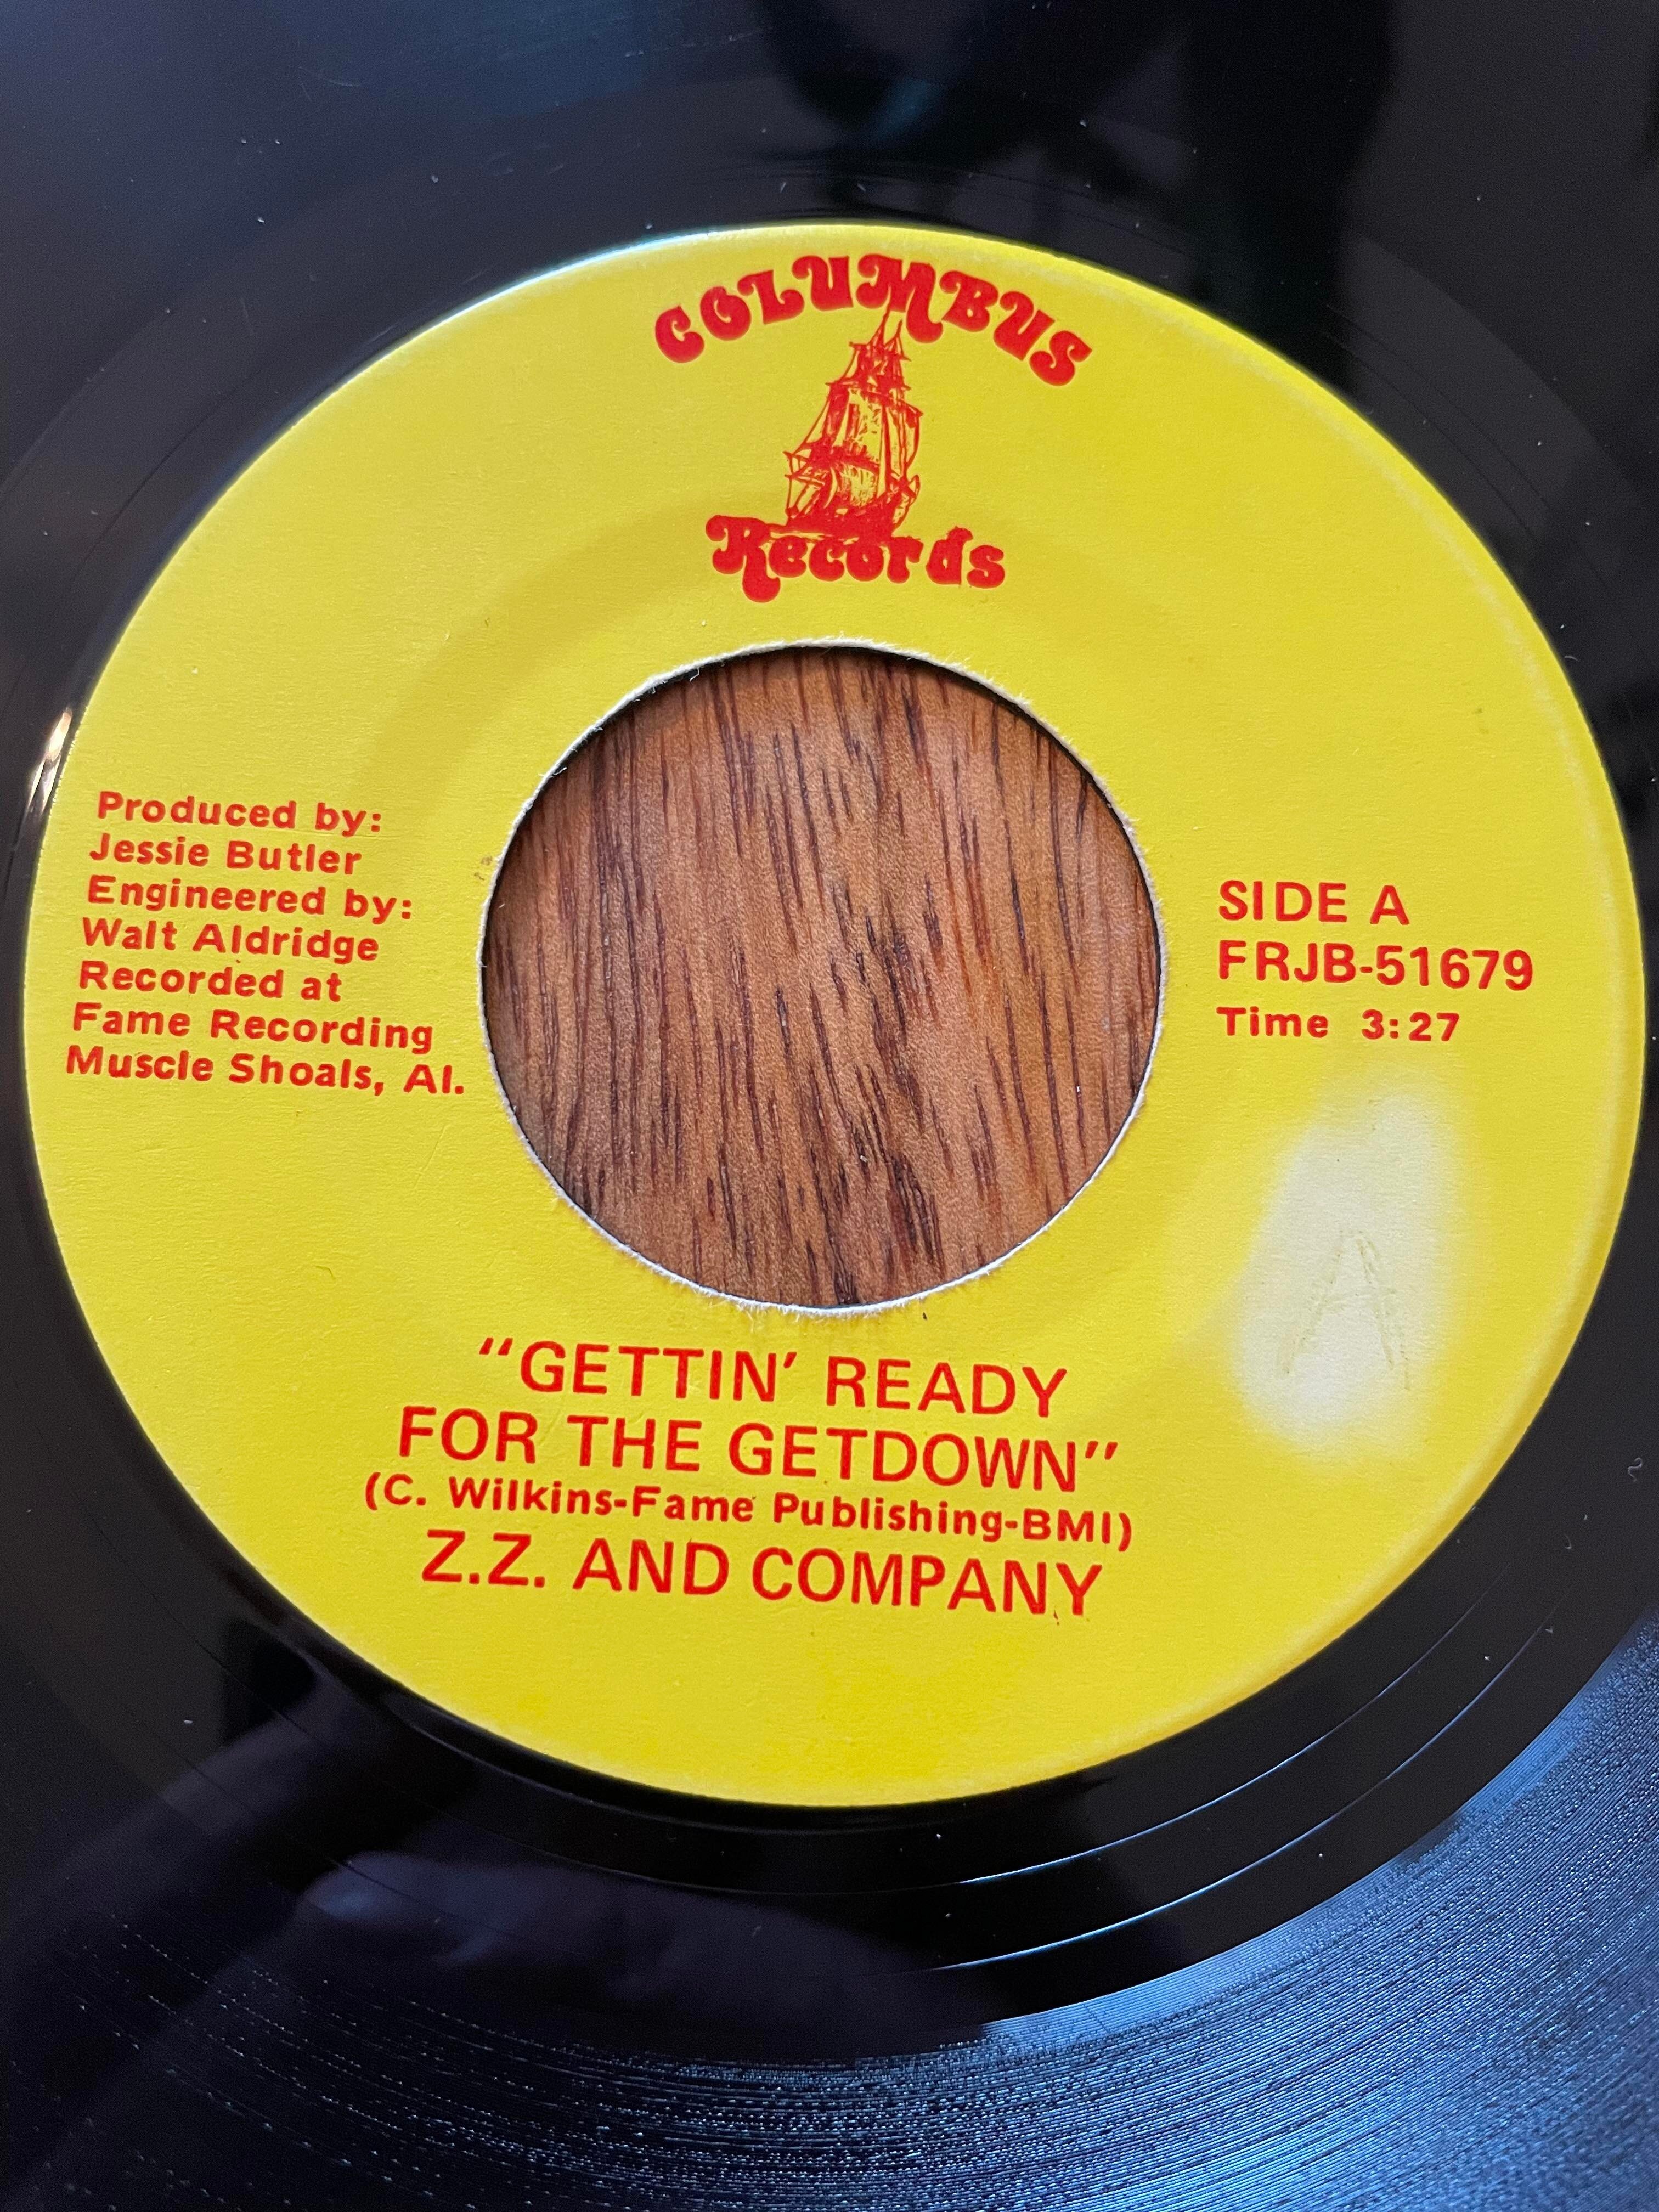 COLUMBUS
Records
Produced by:
Jessie Butler
Engineered by:
Walt Aldridge
Recorded at
Fame Recording
Muscle Shoals, Al.
SIDE A
FRJB-51679
Time 3:27
A
"GETTIN' READY
FOR THE GETDOWN"
(C. Wilkins-Fame Publishing-BMI)
Z.Z. AND COMPANY